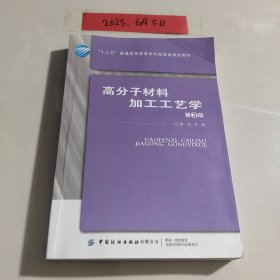 2025.6月5日
"十三五"普通高等教育本科部委级规划教材
高分子材料
加工工艺学
第3版
GAOFENZI CAILIAO
JIAGONG GONGYIXUE
中国纺织出版社有限公司